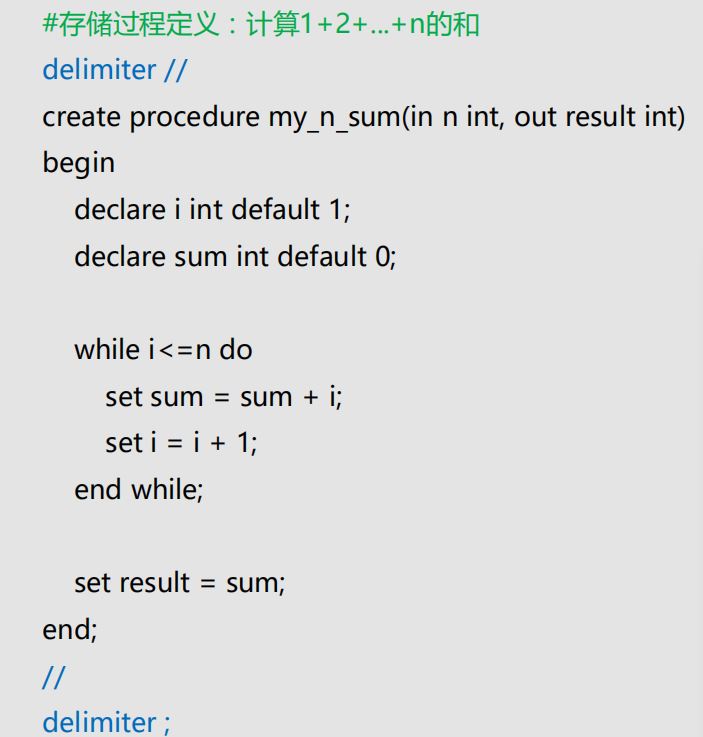 #存储过程定义：计算1+2+...+n的和
delimiter //
create procedure my_n_sum(in n int, out result int)
begin
declare i int default 1;
declare sum int default 0;
while i<=n do
set sum = sum + i;
set i = i + 1;
end while;
set result = sum;
end;
//
delimiter ;